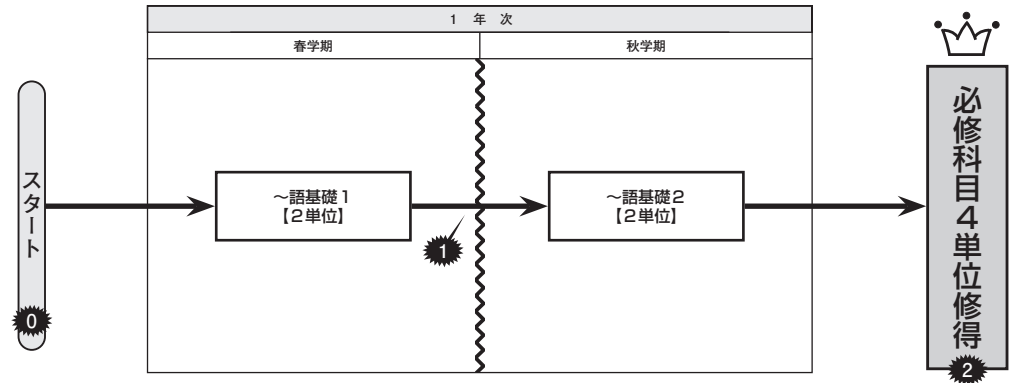 1 年 次
春学期
秋学期
スタート
0
～語基礎1
【2単位】
1
～語基礎2
【2単位】
必修科目4単位修得
2